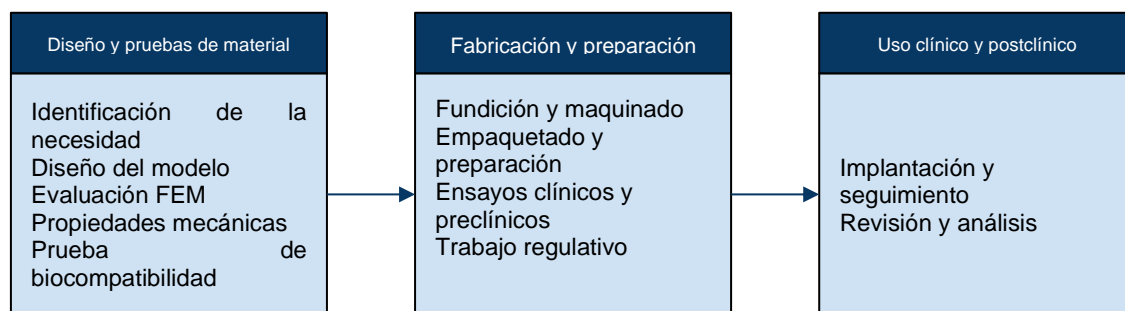 Diseño y pruebas de material
Identificación de la
necesidad
Diseño del modelo
Evaluación FEM
Propiedades mecánicas
Prueba de
biocompatibilidad
Fabricación y preparación
Fundición y maquinado
Empaquetado y
preparación
Ensayos clínicos y
preclínicos
Trabajo regulativo
Uso clínico y postclínico
Implantación y
seguimiento
Revisión y análisis